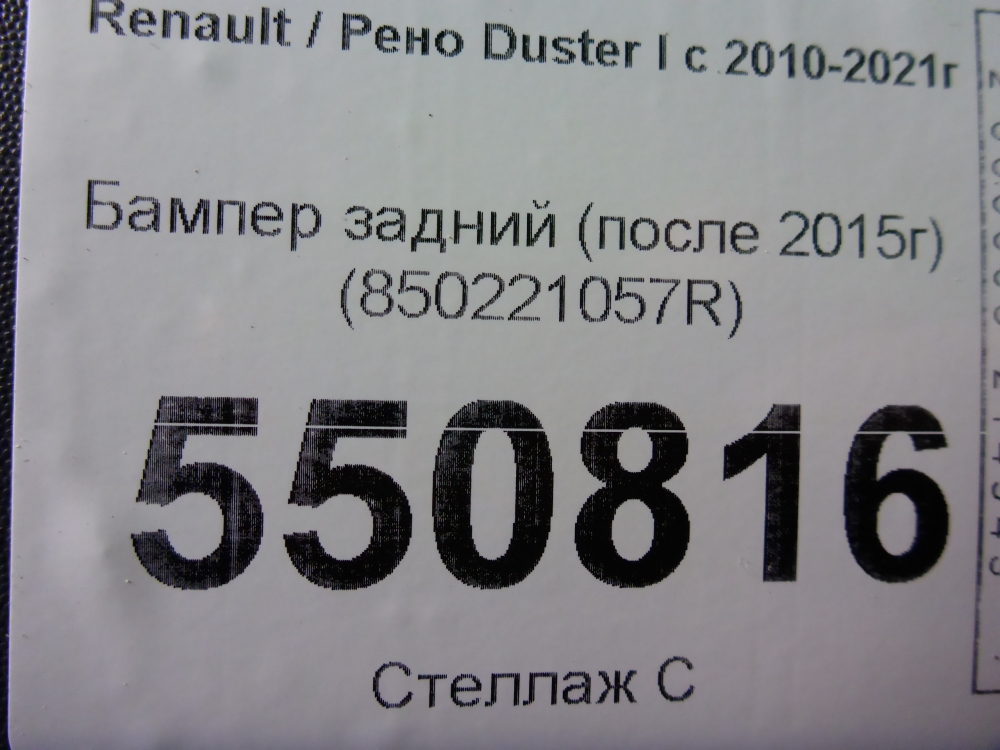 Renault / Рено Duster I с 2010-2021г
Бампер задний (после 2015г)
(850221057R)
550816
Стеллаж С